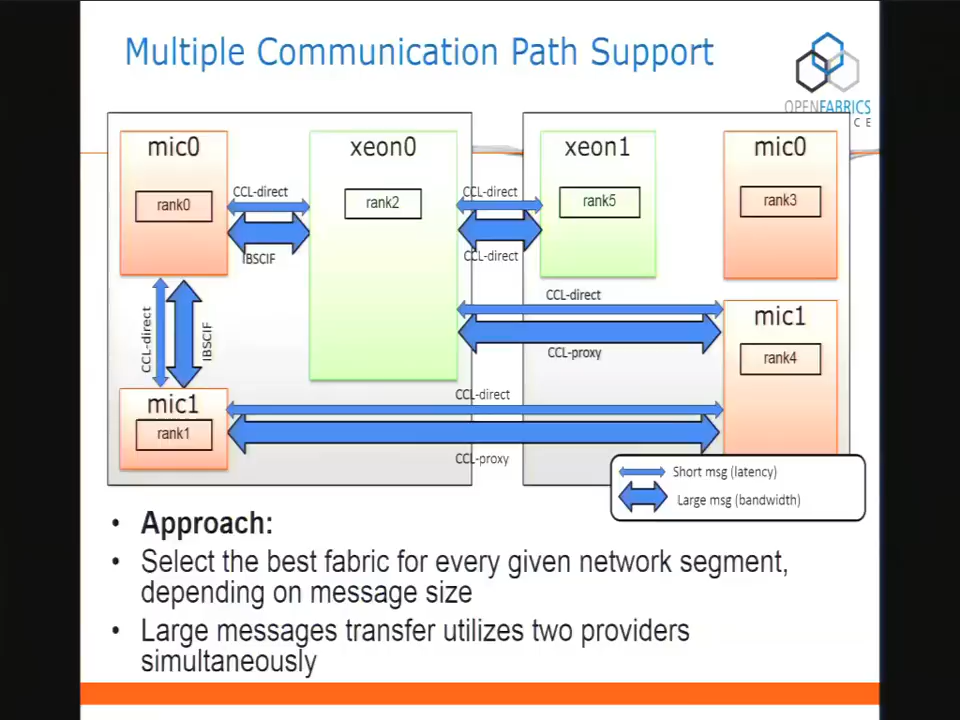 Multiple Communication Path Support
OPENFABRICS
C E
mic0
xeon0
xeon1
mic0
rank0
rank2
rank5
rank3
CCL-direct
CCL-direct
IBSCIF
CCL-direct
CCL-direct
IBSCIF
CCL-direct
CCL-proxy
mic1
rank4
mic1
rank1
CCL-direct
CCL-proxy
Short msg (latency)
Large msg (bandwidth)
• Approach:
• Select the best fabric for every given network segment,
depending on message size
• Large messages transfer utilizes two providers
simultaneously